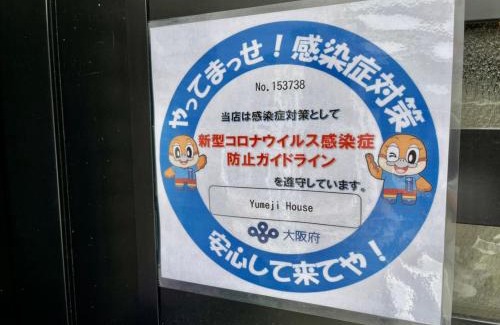 やってまっせ！感染症対策
No.153738
当店は感染症対策として
新型コロナウイルス感染症
防止ガイドライン
を遵守しています。
Yumeji House
大阪府
安心して来てや！